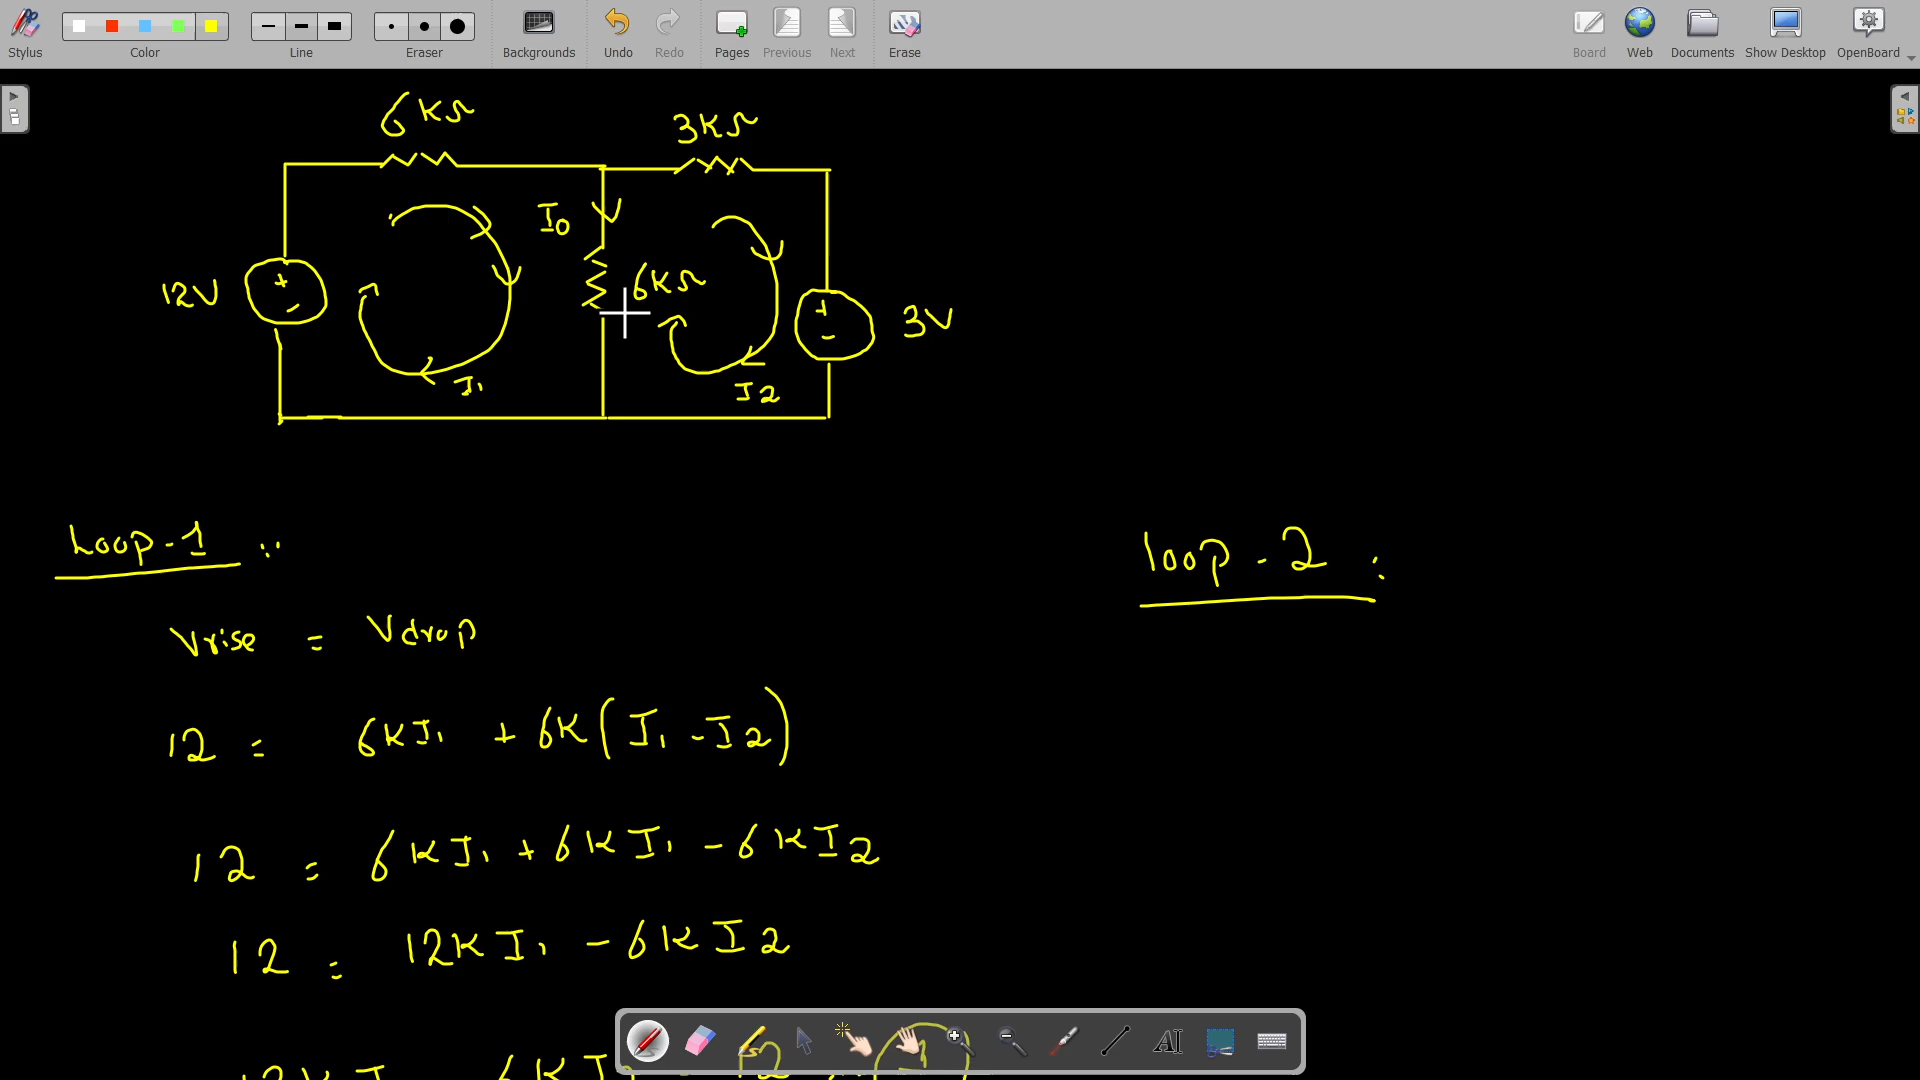 Stylus Color Line Eraser Backgrounds Undo Redo Pages Previous Next Erase Board Web Documents Show Desktop OpenBoard
6KΩ
3KΩ
I0
6KΩ
12V
+
-
+
-
3V
I1
I2
Loop-1 :
loop - 2 :
Vrise = Vdrop
12 = 6KI1 + 6K(I1 - I2)
12 = 6KI1 + 6KI1 - 6KI2
12 = 12KI1 - 6KI2